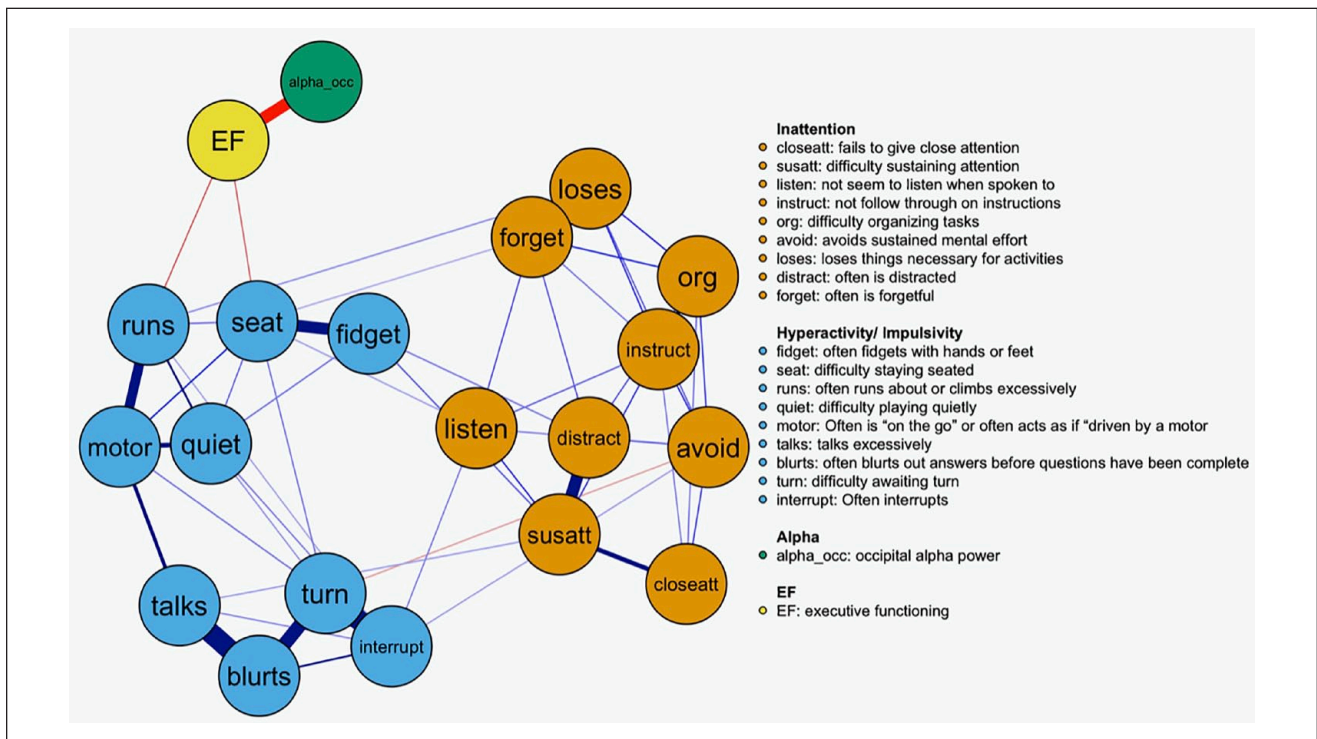 alpha_occ
EF
loses
forget
org
runs
seat
fidget
instruct
listen
distract
avoid
motor
quiet
susatt
closeatt
talks
turn
interrupt
blurts
Inattention
closeatt: fails to give close attention
susatt: difficulty sustaining attention
listen: not seem to listen when spoken to
instruct: not follow through on instructions
org: difficulty organizing tasks
avoid: avoids sustained mental effort
loses: loses things necessary for activities
distract: often is distracted
forget: often is forgetful
Hyperactivity/ Impulsivity
fidget: often fidgets with hands or feet
seat: difficulty staying seated
runs: often runs about or climbs excessively
quiet: difficulty playing quietly
motor: Often is “on the go” or often acts as if “driven by a motor
talks: talks excessively
blurts: often blurts out answers before questions have been complete
turn: difficulty awaiting turn
interrupt: Often interrupts
Alpha
alpha_occ: occipital alpha power
EF
EF: executive functioning